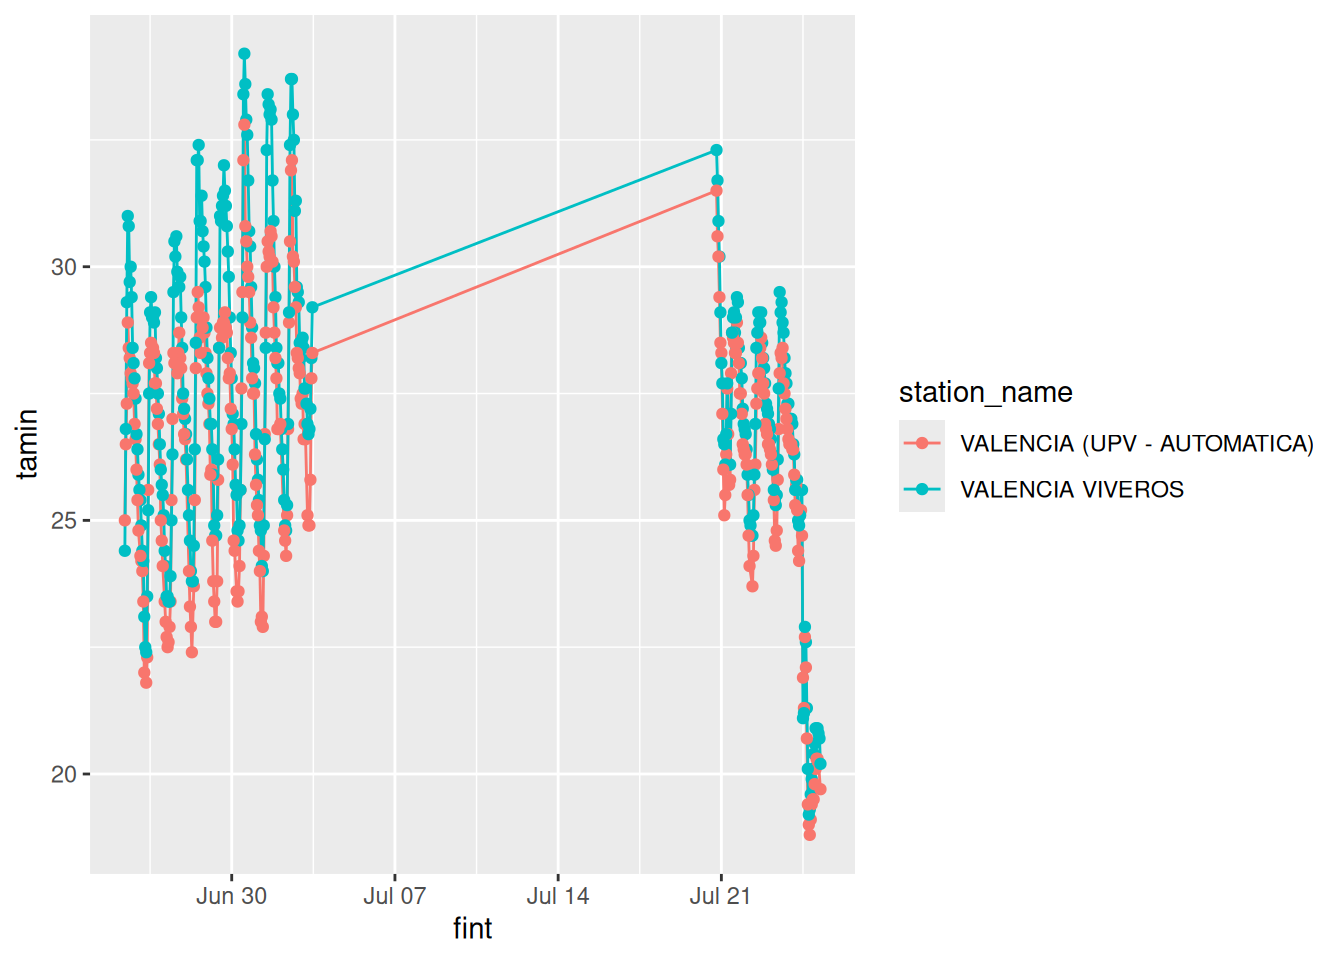 tamin
30
25
20
Jun 30
Jul 07
Jul 14
Jul 21
fint
station_name
VALENCIA (UPV - AUTOMATICA)
VALENCIA VIVEROS